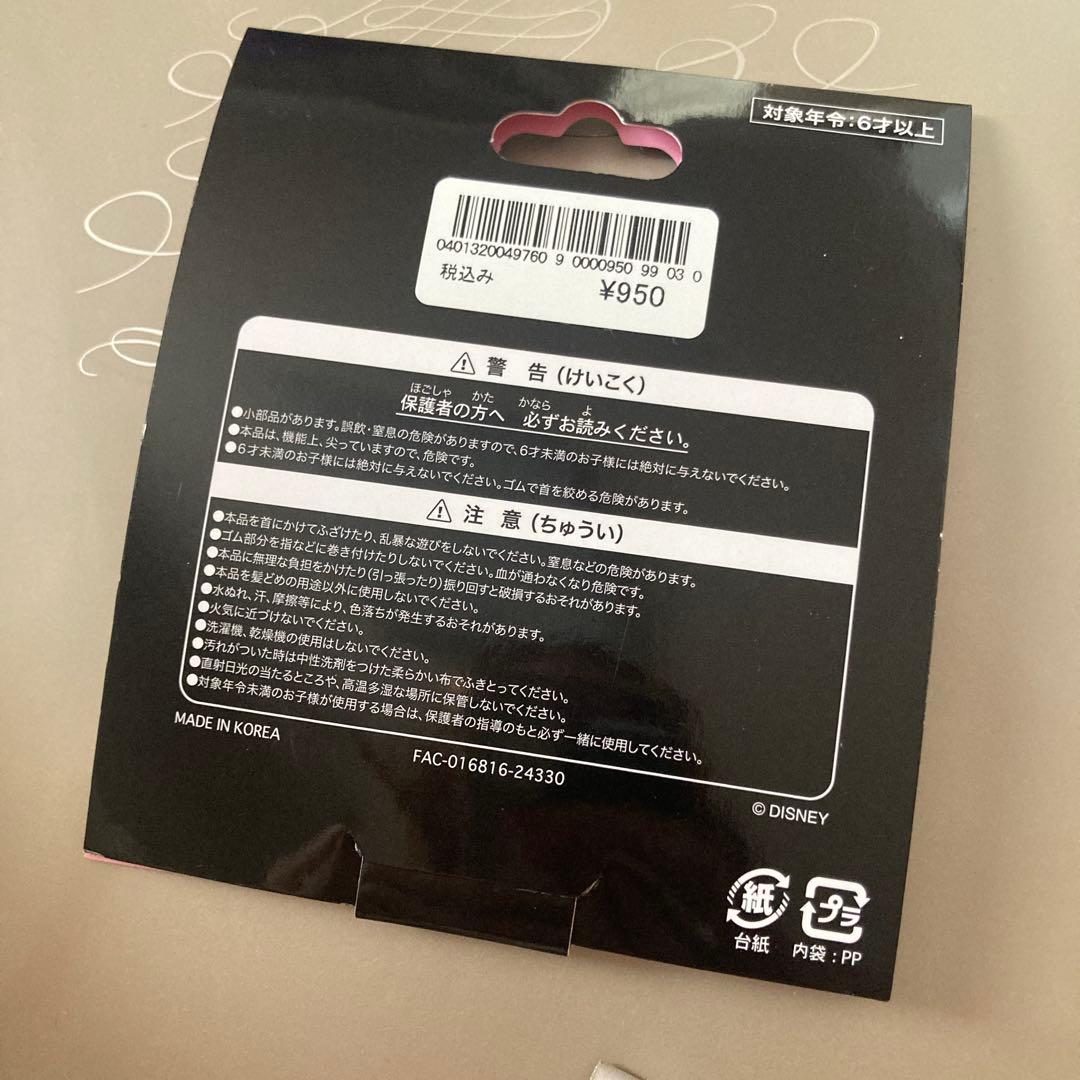 対象年令:6才以上
0401320049760 9 0000950 99 03 0
税込み
¥950
警 告 (けいこく)
ほごしゃ かた かなら よ
保護者の方へ 必ずお読みください。
●小部品があります。誤飲・窒息の危険がありますので、6才未満のお子様には絶対に与えないでください。
●本品は、機能上、尖っていますので、危険です。
●6才未満のお子様には絶対に与えないでください。ゴムで首を絞める危険があります。
注 意 (ちゅうい)
●本品を首にかけてふざけたり、乱暴な遊びをしないでください。窒息などの危険があります。
●ゴム部分を指などに巻き付けたりしないでください。血が通わなくなり危険です。
●本品に無理な負担をかけたり(引っ張ったり)振り回すと破損するおそれがあります。
●本品を髪どめの用途以外に使用しないでください。
●水ぬれ、汗、摩擦等により、色落ちが発生するおそれがあります。
●火気に近づけないでください。
●洗濯機、乾燥機の使用はしないでください。
●汚れがついた時は中性洗剤をつけた柔らかい布でふきとってください。
●直射日光の当たるところや、高温多湿な場所に保管しないでください。
●対象年令未満のお子様が使用する場合は、保護者の指導のもと必ず一緒に使用してください。
MADE IN KOREA
FAC-016816-24330
© DISNEY
紙
プラ
台紙
内袋:PP